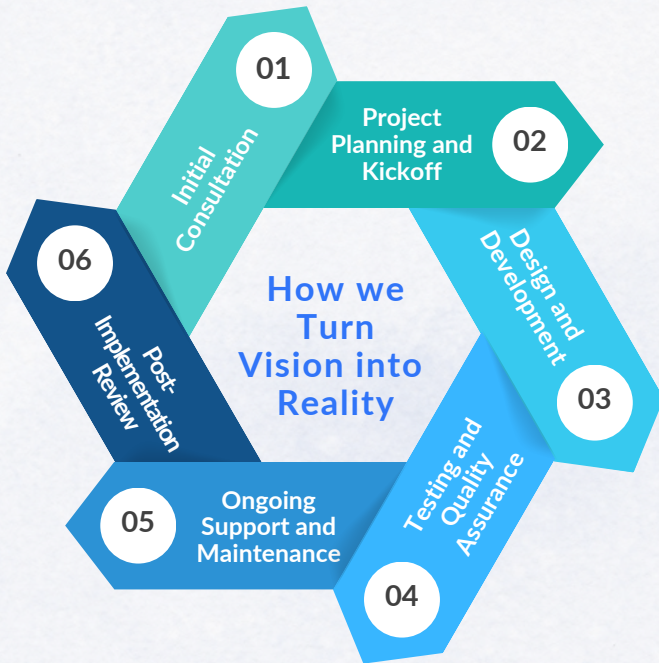 01
Initial
Consultation
Project
Planning and
Kickoff
02
Design and
Development
03
Testing and
Quality
Assurance
04
Ongoing
Support and
Maintenance
05
Post-
Implementation
Review
06
How we
Turn
Vision into
Reality